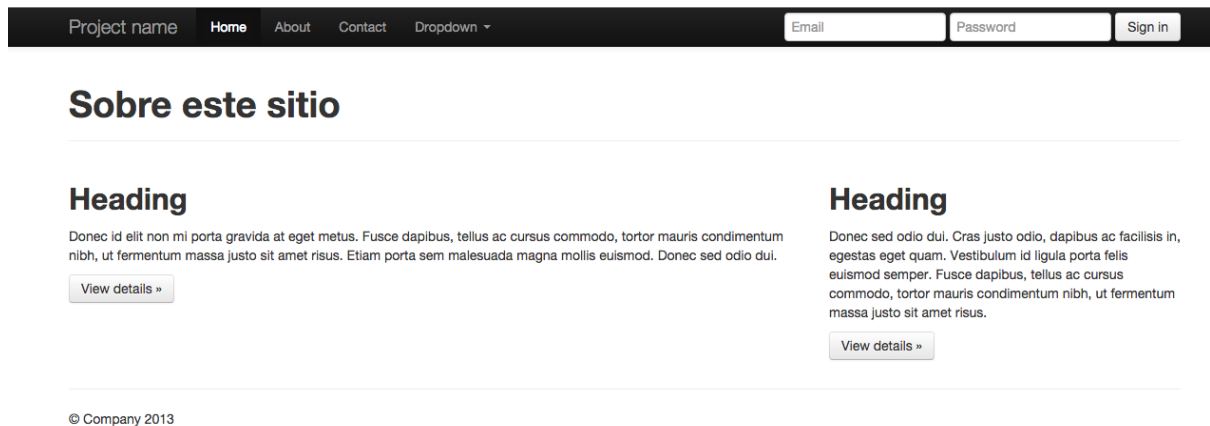 Project name Home About Contact Dropdown Email Password Sign in
Sobre este sitio
Heading
Donec id elit non mi porta gravida at eget metus. Fusce dapibus, tellus ac cursus commodo, tortor mauris condimentum
nibh, ut fermentum massa justo sit amet risus. Etiam porta sem malesuada magna mollis euismod. Donec sed odio dui.
View details »
Heading
Donec sed odio dui. Cras justo odio, dapibus ac facilisis in,
egestas eget quam. Vestibulum id ligula porta felis
euismod semper. Fusce dapibus, tellus ac cursus
commodo, tortor mauris condimentum nibh, ut fermentum
massa justo sit amet risus.
View details »
© Company 2013